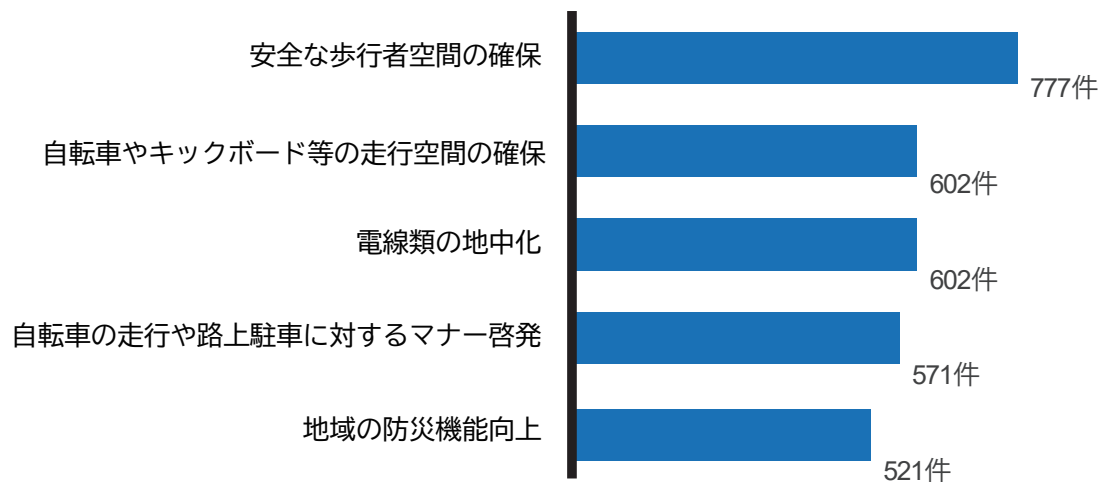 安全な歩行者空間の確保
777件
自転車やキックボード等の走行空間の確保
602件
電線類の地中化
602件
自転車の走行や路上駐車に対するマナー啓発
571件
地域の防災機能向上
521件